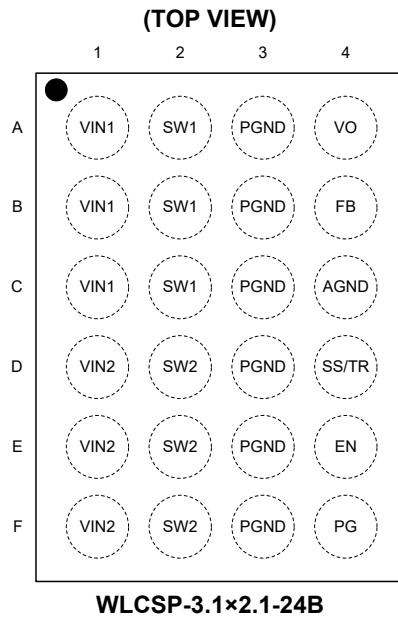 (TOP VIEW)
1 2 3 4
A VIN1 SW1 PGND VO
B VIN1 SW1 PGND FB
C VIN1 SW1 PGND AGND
D VIN2 SW2 PGND SS/TR
E VIN2 SW2 PGND EN
F VIN2 SW2 PGND PG
WLCSP-3.1×2.1-24B